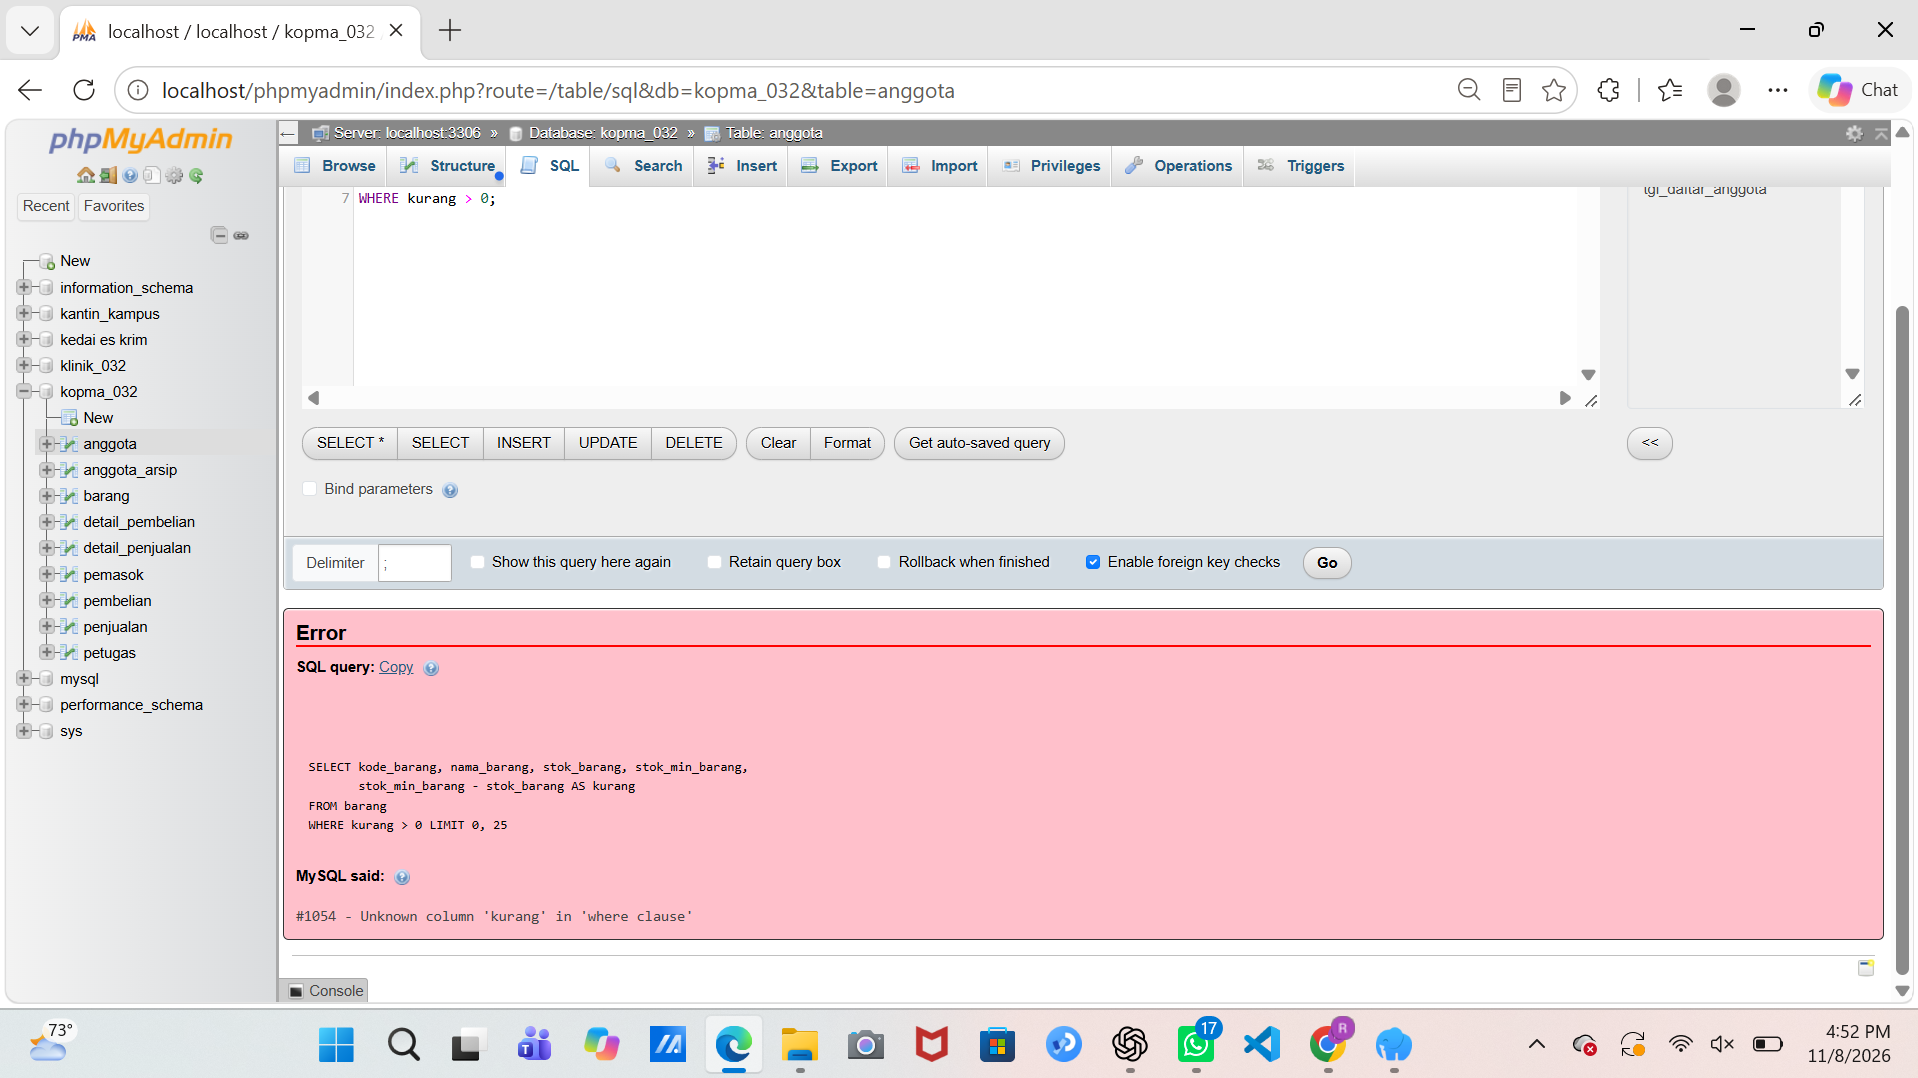 localhost / localhost / kopma_032
localhost/phpmyadmin/index.php?route=/table/sql&db=kopma_032&table=anggota
Chat
phpMyAdmin
Recent
Favorites
New
information_schema
kantin_kampus
kedai es krim
klinik_032
kopma_032
New
anggota
anggota_arsip
barang
detail_pembelian
detail_penjualan
pemasok
pembelian
penjualan
petugas
mysql
performance_schema
sys
Server: localhost:3306 » Database: kopma_032 » Table: anggota
Browse
Structure
SQL
Search
Insert
Export
Import
Privileges
Operations
Triggers
7 WHERE kurang > 0;
tgl_daftar_anggota
SELECT *
SELECT
INSERT
UPDATE
DELETE
Clear
Format
Get auto-saved query
<<
Bind parameters
Delimiter ;
Show this query here again
Retain query box
Rollback when finished
Enable foreign key checks
Go
Error
SQL query: Copy
SELECT kode_barang, nama_barang, stok_barang, stok_min_barang,
stok_min_barang - stok_barang AS kurang
FROM barang
WHERE kurang > 0 LIMIT 0, 25
MySQL said:
#1054 - Unknown column 'kurang' in 'where clause'
Console
73°
17
R
4:52 PM
11/8/2026